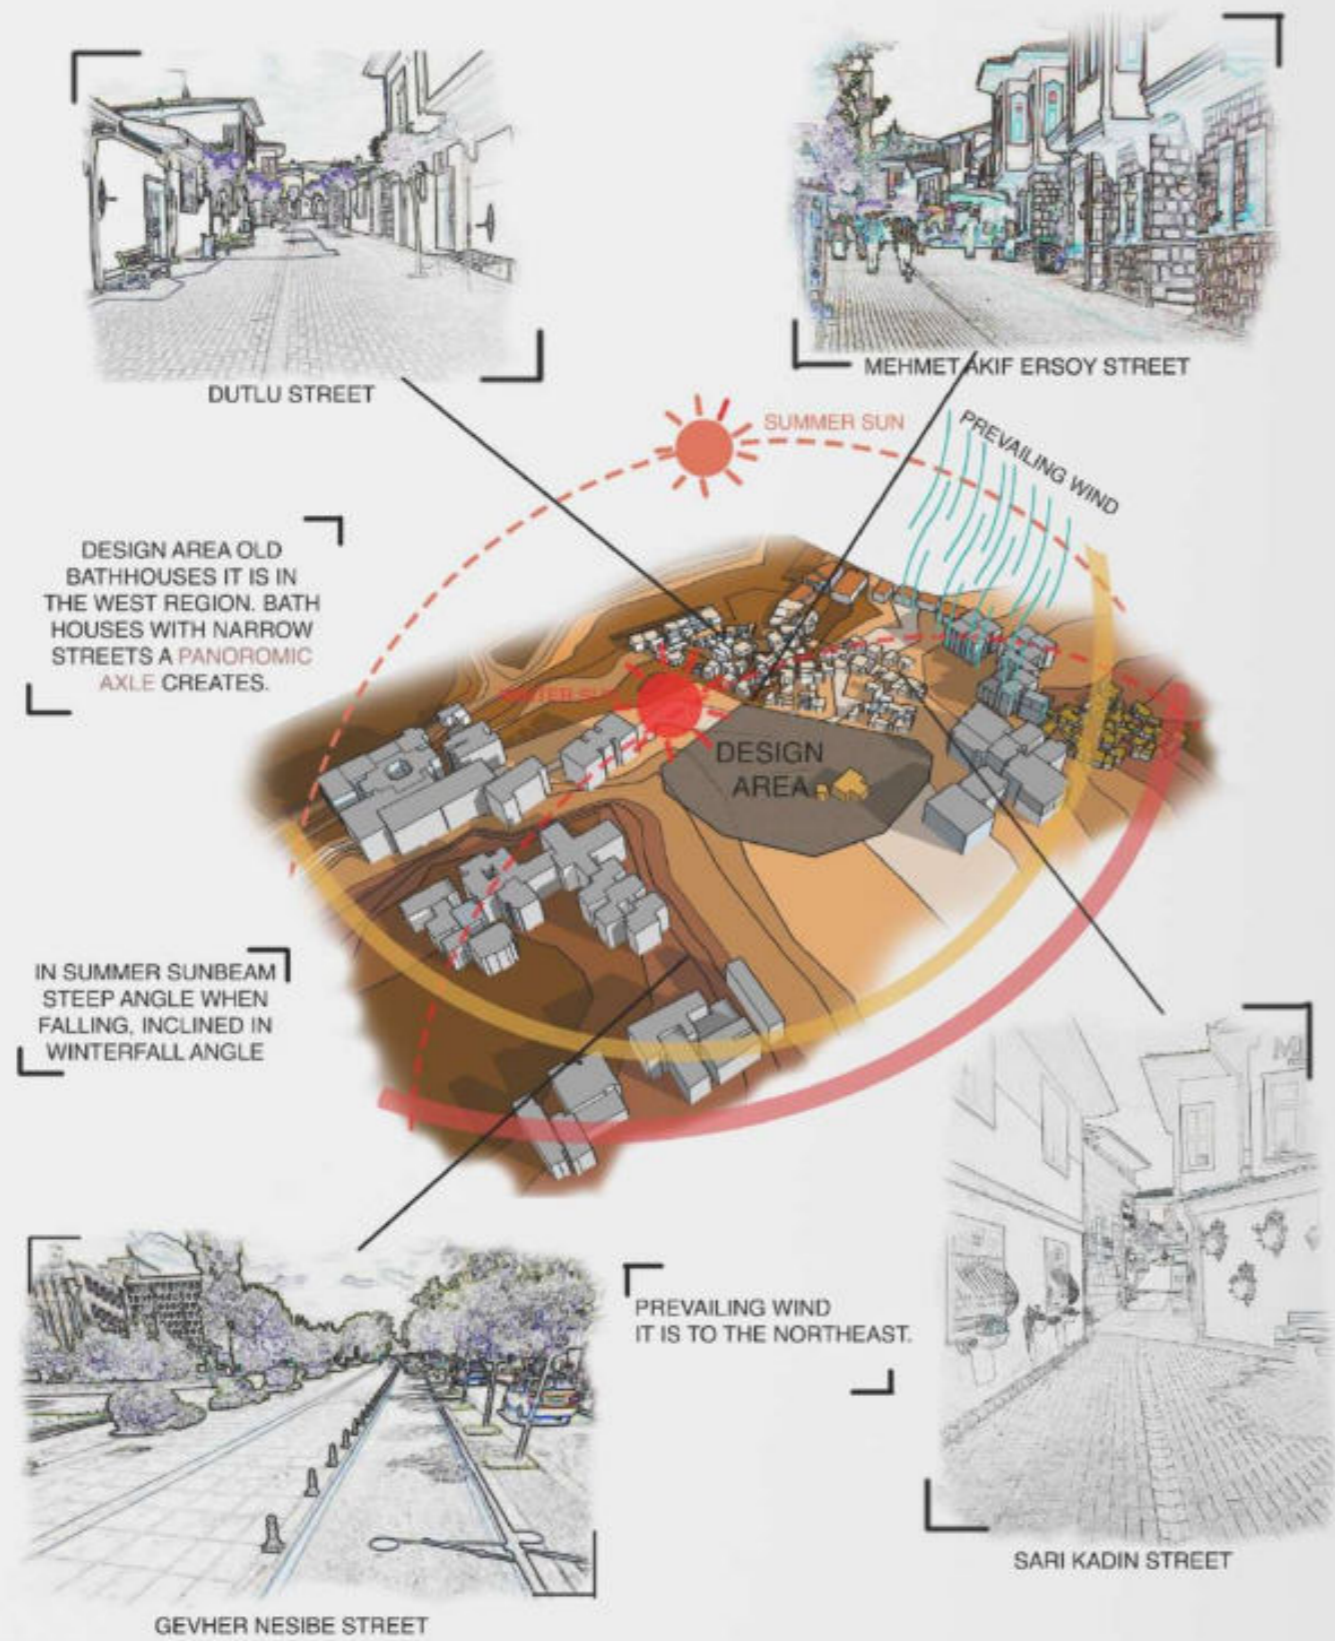 DUTLU STREET
MEHMET AKIF ERSOY STREET
SUMMER SUN
PREVAILING WIND
DESIGN AREA OLD
BATHHOUSES IT IS IN
THE WEST REGION. BATH
HOUSES WITH NARROW
STREETS A PANOROMIC
AXLE CREATES.
WINTER SUN
DESIGN
AREA
IN SUMMER SUNBEAM
STEEP ANGLE WHEN
FALLING, INCLINED IN
WINTERFALL ANGLE
PREVAILING WIND
IT IS TO THE NORTHEAST.
SARI KADIN STREET
GEVHER NESIBE STREET